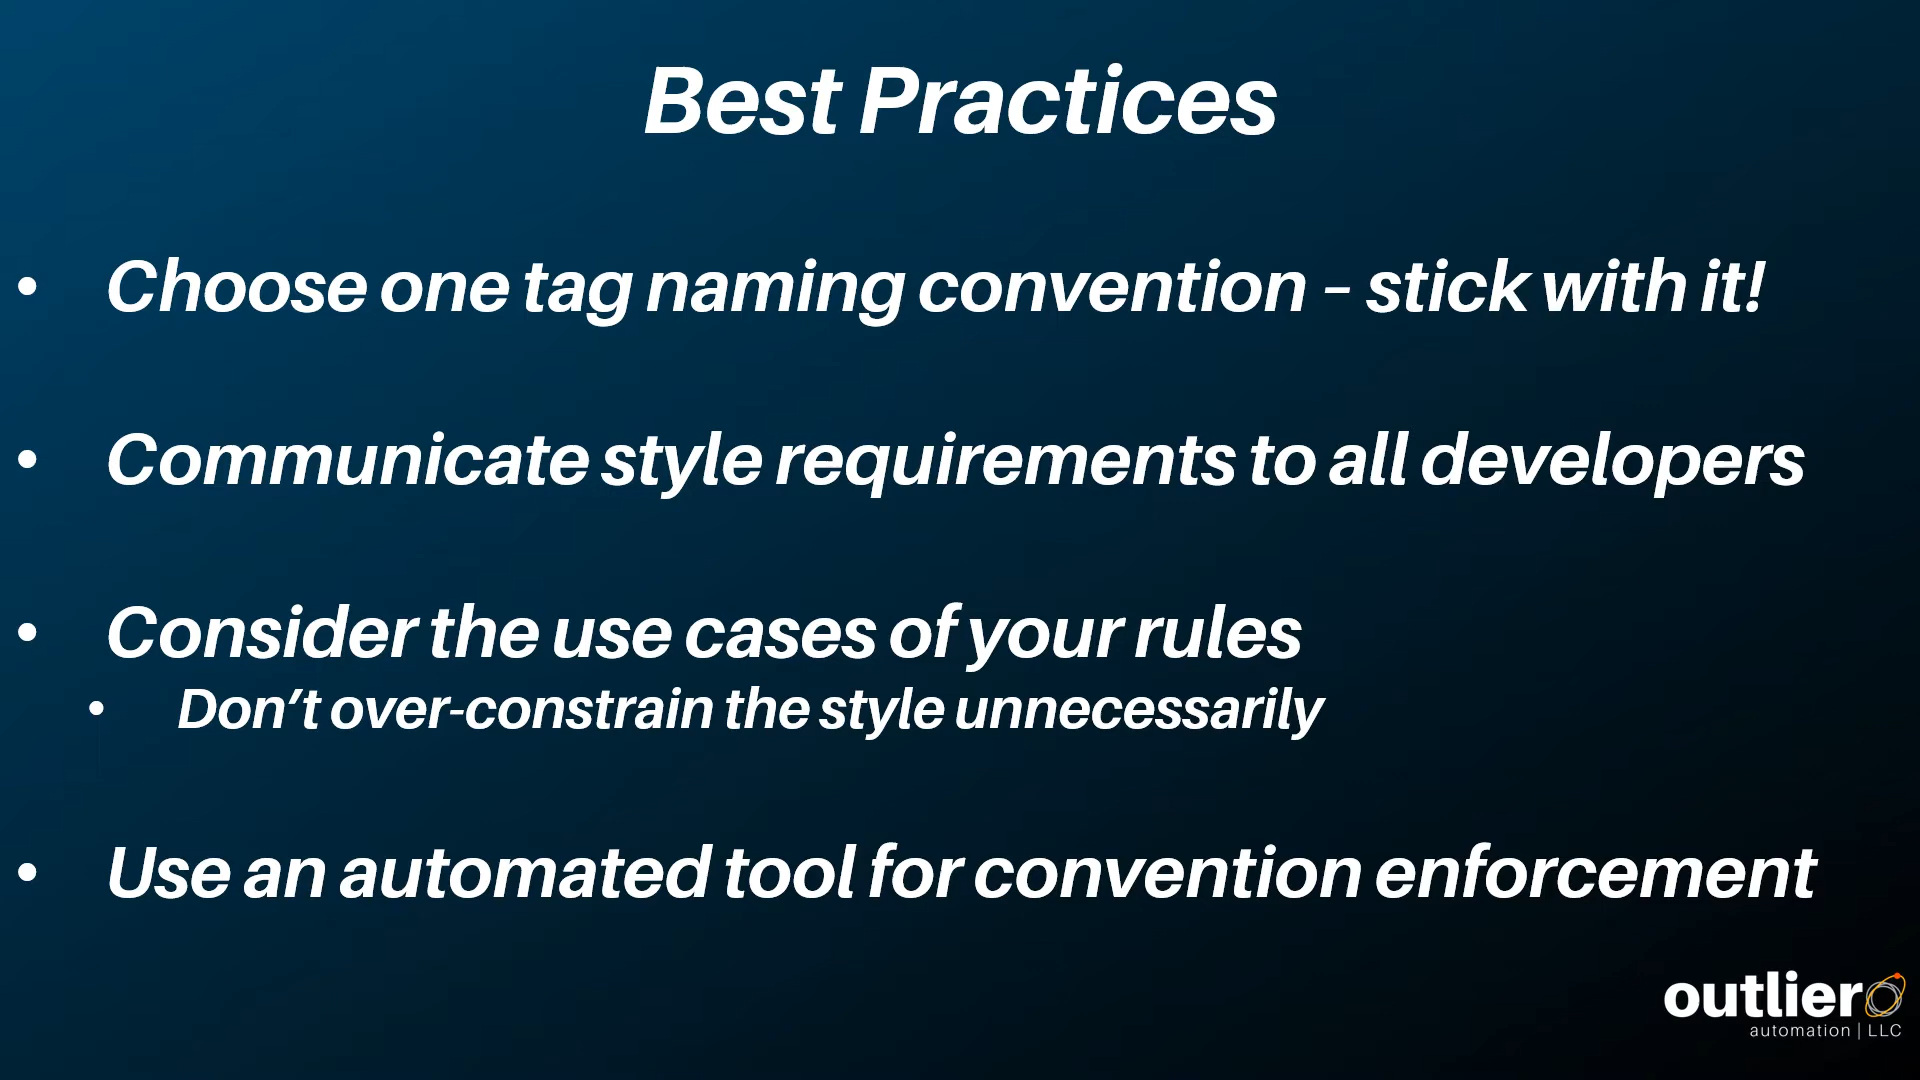 Best Practices
• Choose one tag naming convention – stick with it!
• Communicate style requirements to all developers
• Consider the use cases of your rules
• Don’t over-constrain the style unnecessarily
• Use an automated tool for convention enforcement
outlier
automation | LLC